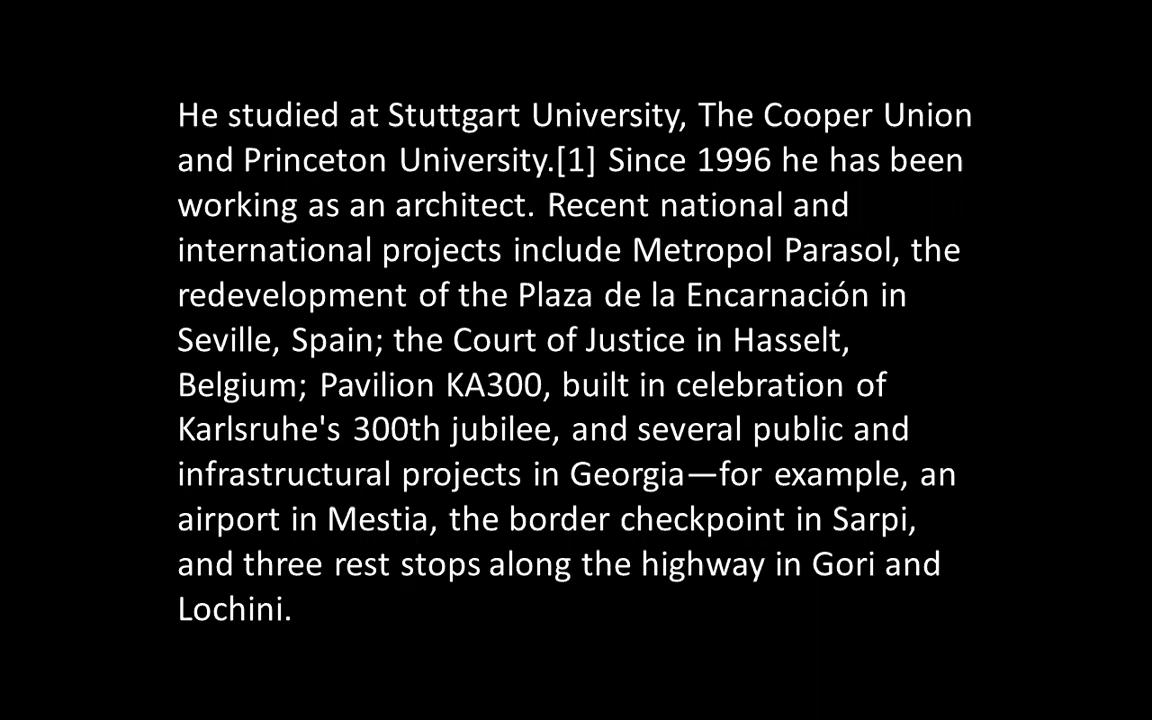 He studied at Stuttgart University, The Cooper Union
and Princeton University.[1] Since 1996 he has been
working as an architect. Recent national and
international projects include Metropol Parasol, the
redevelopment of the Plaza de la Encarnación in
Seville, Spain; the Court of Justice in Hasselt,
Belgium; Pavilion KA300, built in celebration of
Karlsruhe's 300th jubilee, and several public and
infrastructural projects in Georgia—for example, an
airport in Mestia, the border checkpoint in Sarpi,
and three rest stops along the highway in Gori and
Lochini.